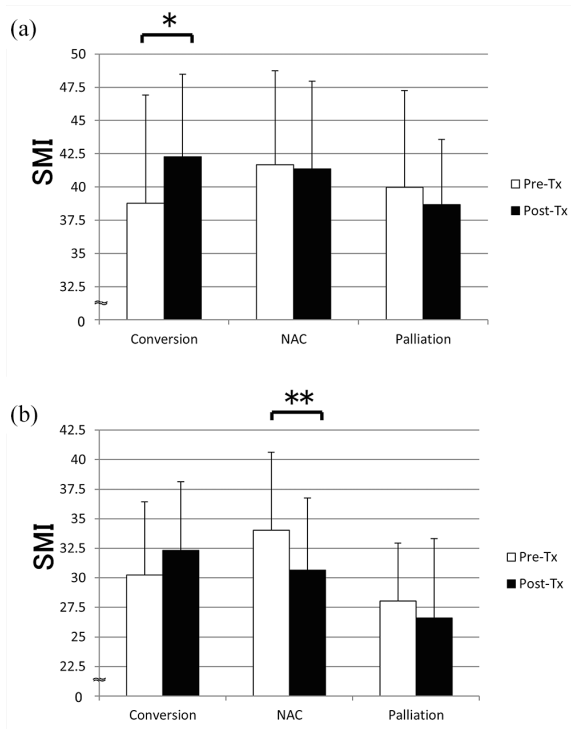 (a)
*
50
47.5
45
42.5
40
37.5
35
32.5
0
SMI
Conversion NAC Palliation
Pre-Tx
Post-Tx
(b)
**
42.5
40
37.5
35
32.5
30
27.5
25
22.5
0
SMI
Conversion NAC Palliation
Pre-Tx
Post-Tx